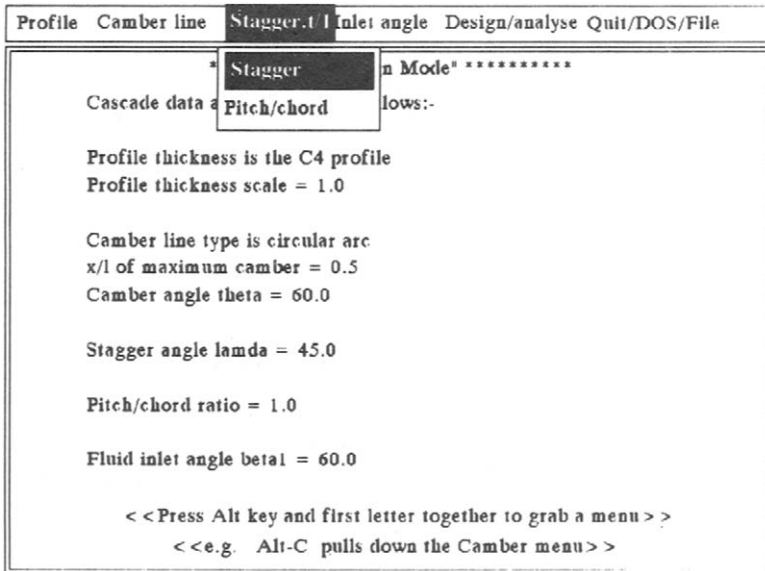 Profile Camber line Stagger.t/l Inlet angle Design/analyse Quit/DOS/File
* Stagger n Mode" **********
Cascade data a Pitch/chord lows:-
Profile thickness is the C4 profile
Profile thickness scale = 1.0
Camber line type is circular arc
x/l of maximum camber = 0.5
Camber angle theta = 60.0
Stagger angle lamda = 45.0
Pitch/chord ratio = 1.0
Fluid inlet angle beta1 = 60.0
< <Press Alt key and first letter together to grab a menu> >
< <e.g. Alt-C pulls down the Camber menu> >